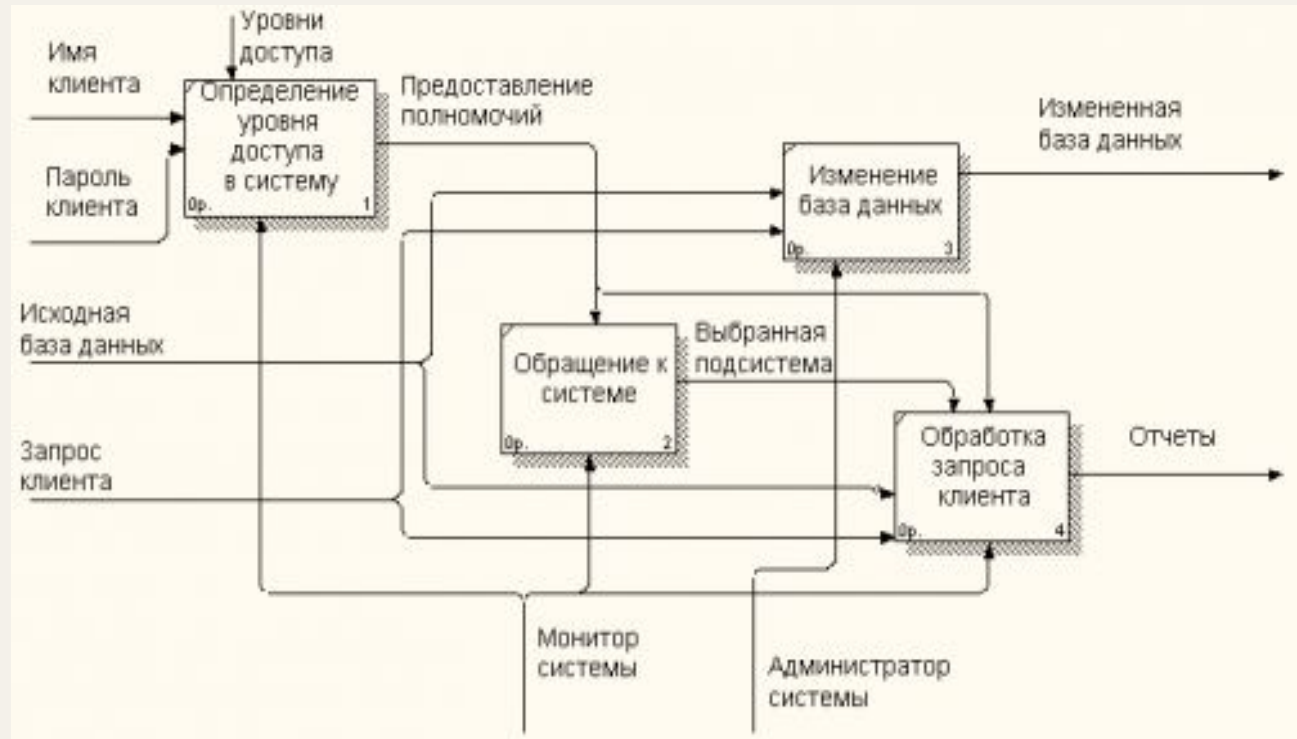 Уровни
доступа
Имя
клиента
Определение
уровня
доступа
в систему
0р.
1
Предоставление
полномочий
Пароль
клиента
Измененная
база данных
Изменение
база данных
0р.
3
Исходная
база данных
Обращение к
системе
0р.
2
Выбранная
подсистема
Запрос
клиента
Обработка
запроса
клиента
0р.
4
Отчеты
Монитор
системы
Администратор
системы